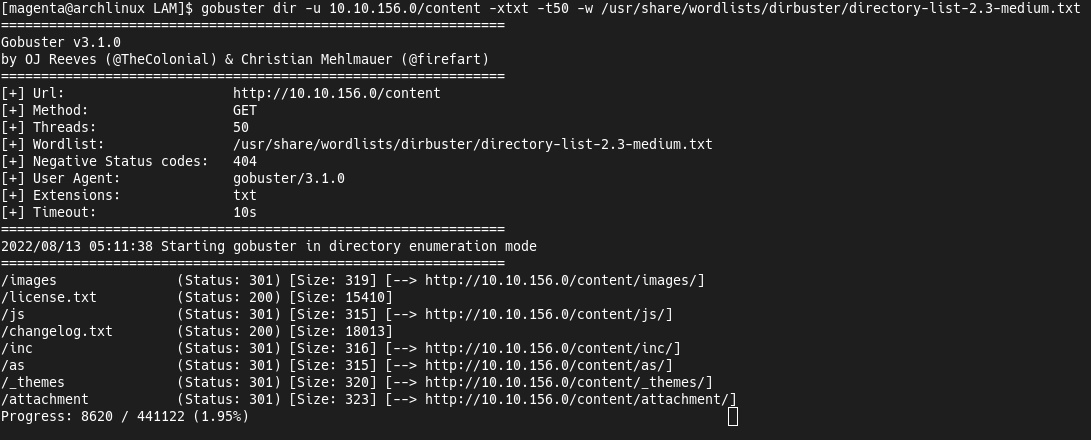 [magenta@archlinux LAM]$ gobuster dir -u 10.10.156.0/content -xtxt -t50 -w /usr/share/wordlists/dirbuster/directory-list-2.3-medium.txt
===============================================================
Gobuster v3.1.0
by OJ Reeves (@TheColonial) & Christian Mehlmauer (@firefart)
===============================================================
[+] Url:                     http://10.10.156.0/content
[+] Method:                  GET
[+] Threads:                 50
[+] Wordlist:                /usr/share/wordlists/dirbuster/directory-list-2.3-medium.txt
[+] Negative Status codes:   404
[+] User Agent:              gobuster/3.1.0
[+] Extensions:              txt
[+] Timeout:                 10s
===============================================================
2022/08/13 05:11:38 Starting gobuster in directory enumeration mode
===============================================================
/images               (Status: 301) [Size: 319] [--> http://10.10.156.0/content/images/]
/license.txt          (Status: 200) [Size: 15410]
/js                   (Status: 301) [Size: 315] [--> http://10.10.156.0/content/js/]
/changelog.txt        (Status: 200) [Size: 18013]
/inc                  (Status: 301) [Size: 316] [--> http://10.10.156.0/content/inc/]
/as                   (Status: 301) [Size: 315] [--> http://10.10.156.0/content/as/]
/_themes              (Status: 301) [Size: 320] [--> http://10.10.156.0/content/_themes/]
/attachment           (Status: 301) [Size: 323] [--> http://10.10.156.0/content/attachment/]
Progress: 8620 / 441122 (1.95%)